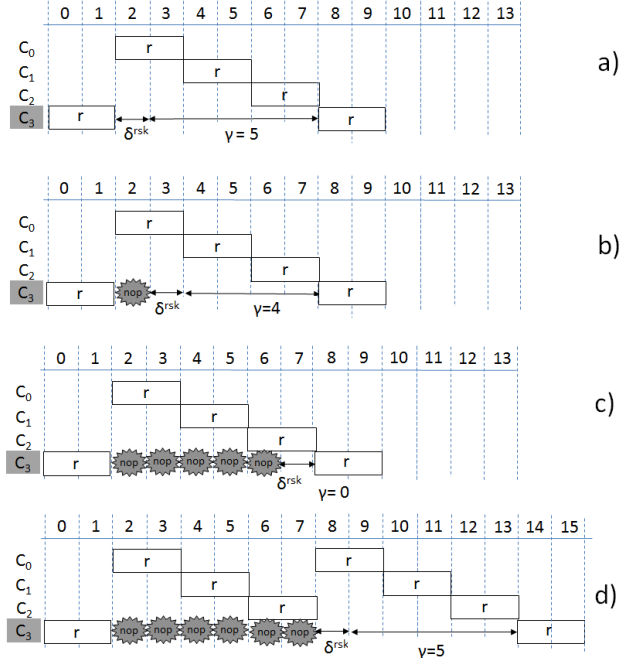 0 1 2 3 4 5 6 7 8 9 10 11 12 13
C0 r
C1 r
a)
C2 r
C3 r r
δrsk γ = 5
0 1 2 3 4 5 6 7 8 9 10 11 12 13
C0 r
C1 r
b)
C2 r
C3 r nop r
δrsk γ=4
0 1 2 3 4 5 6 7 8 9 10 11 12 13
C0 r
c)
C1 r
C2 r
C3 r nop nop nop nop nop r
δrsk
γ= 0
0 1 2 3 4 5 6 7 8 9 10 11 12 13 14 15
C0 r r
C1 r r
d)
C2 r r
C3 r nop nop nop nop nop nop r
δrsk γ=5